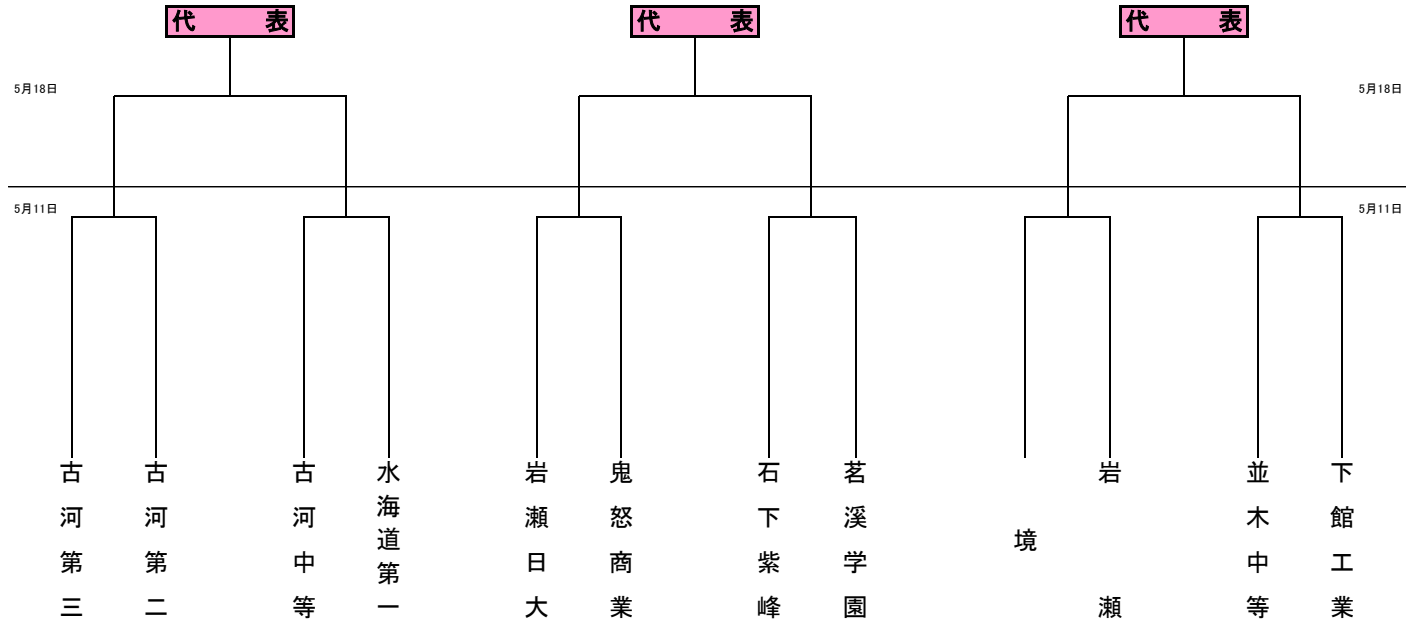 代　表
代　表
代　表
5月18日
5月18日
5月11日
5月11日
古河第三
古河第二
古河中等
水海道第一
岩瀬日大
鬼怒商業
石下紫峰
茗溪学園
境
岩瀬
並木中等
下館工業